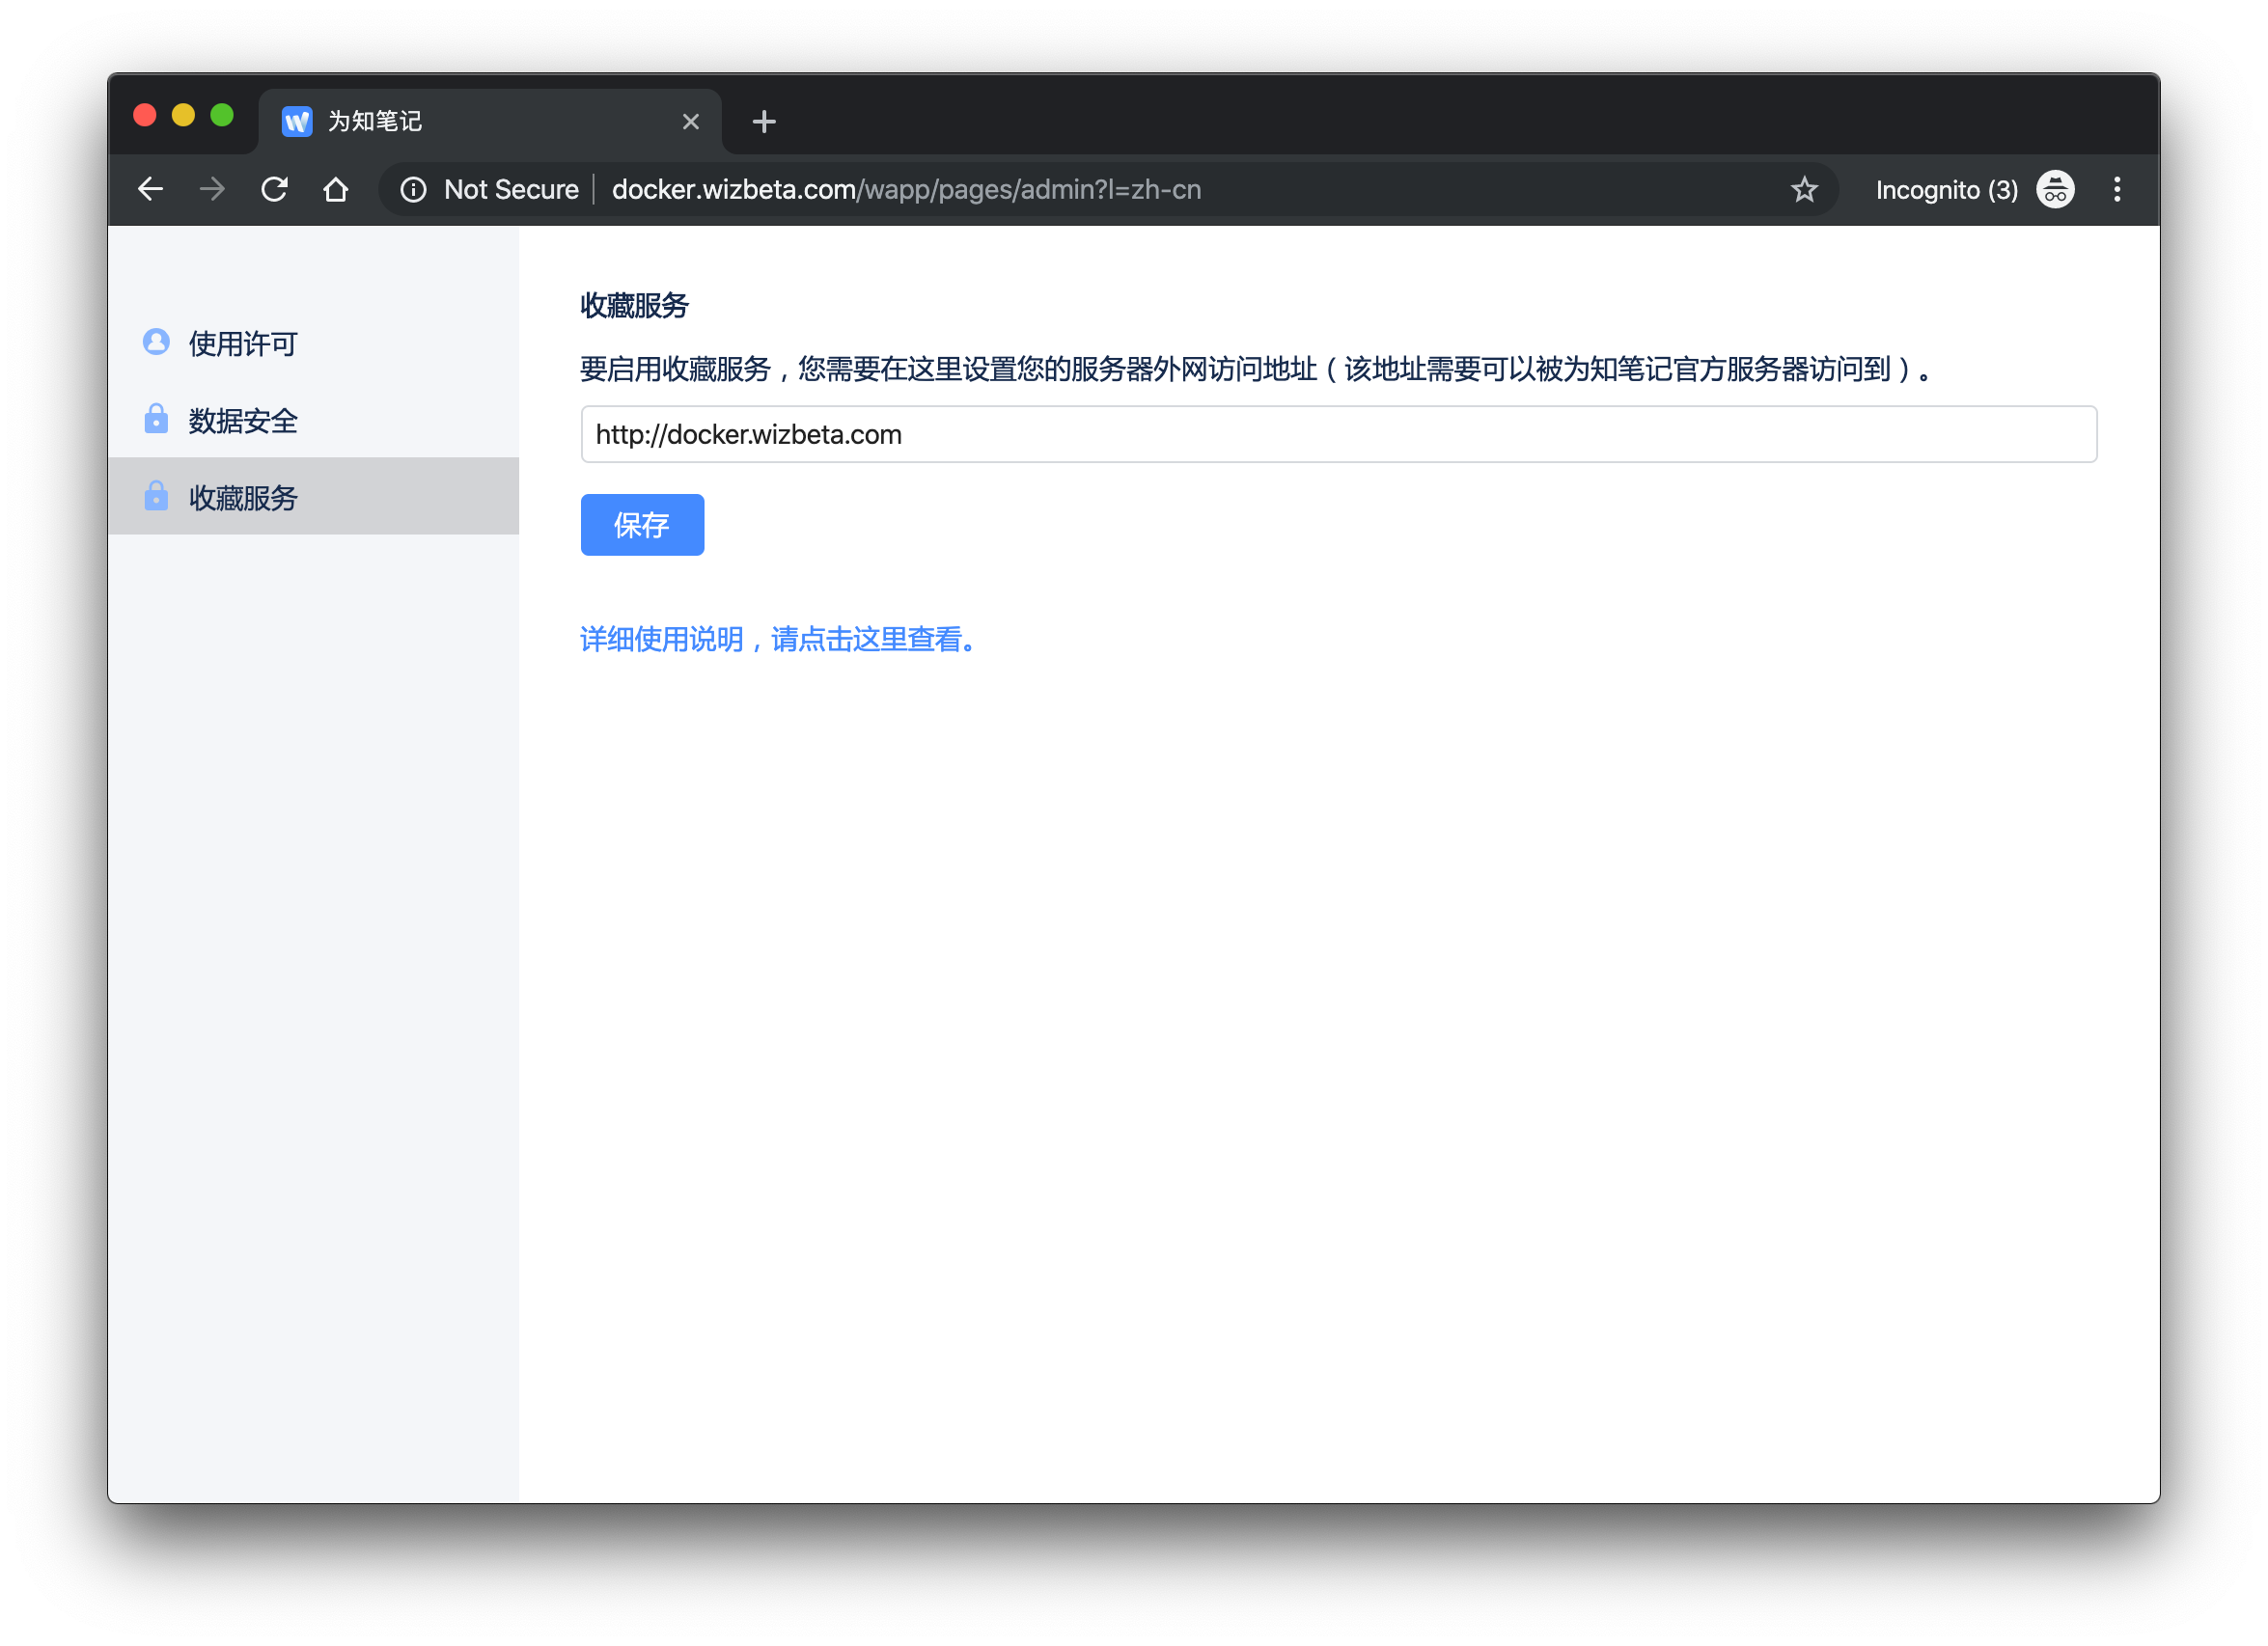 为知笔记
Not Secure docker.wizbeta.com/wapp/pages/admin?l=zh-cn Incognito (3)
使用许可
数据安全
收藏服务
收藏服务
要启用收藏服务，您需要在这里设置您的服务器外网访问地址（该地址需要可以被为知笔记官方服务器访问到）。
http://docker.wizbeta.com
保存
详细使用说明，请点击这里查看。